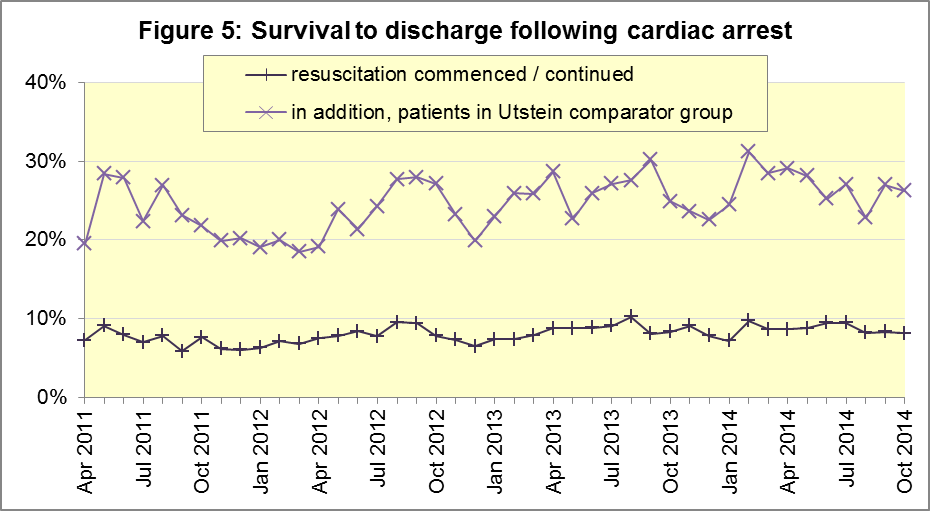 Figure 5: Survival to discharge following cardiac arrest
resuscitation commenced / continued
in addition, patients in Utstein comparator group
40%
30%
20%
10%
0%
Apr 2011
Jul 2011
Oct 2011
Jan 2012
Apr 2012
Jul 2012
Oct 2012
Jan 2013
Apr 2013
Jul 2013
Oct 2013
Jan 2014
Apr 2014
Jul 2014
Oct 2014